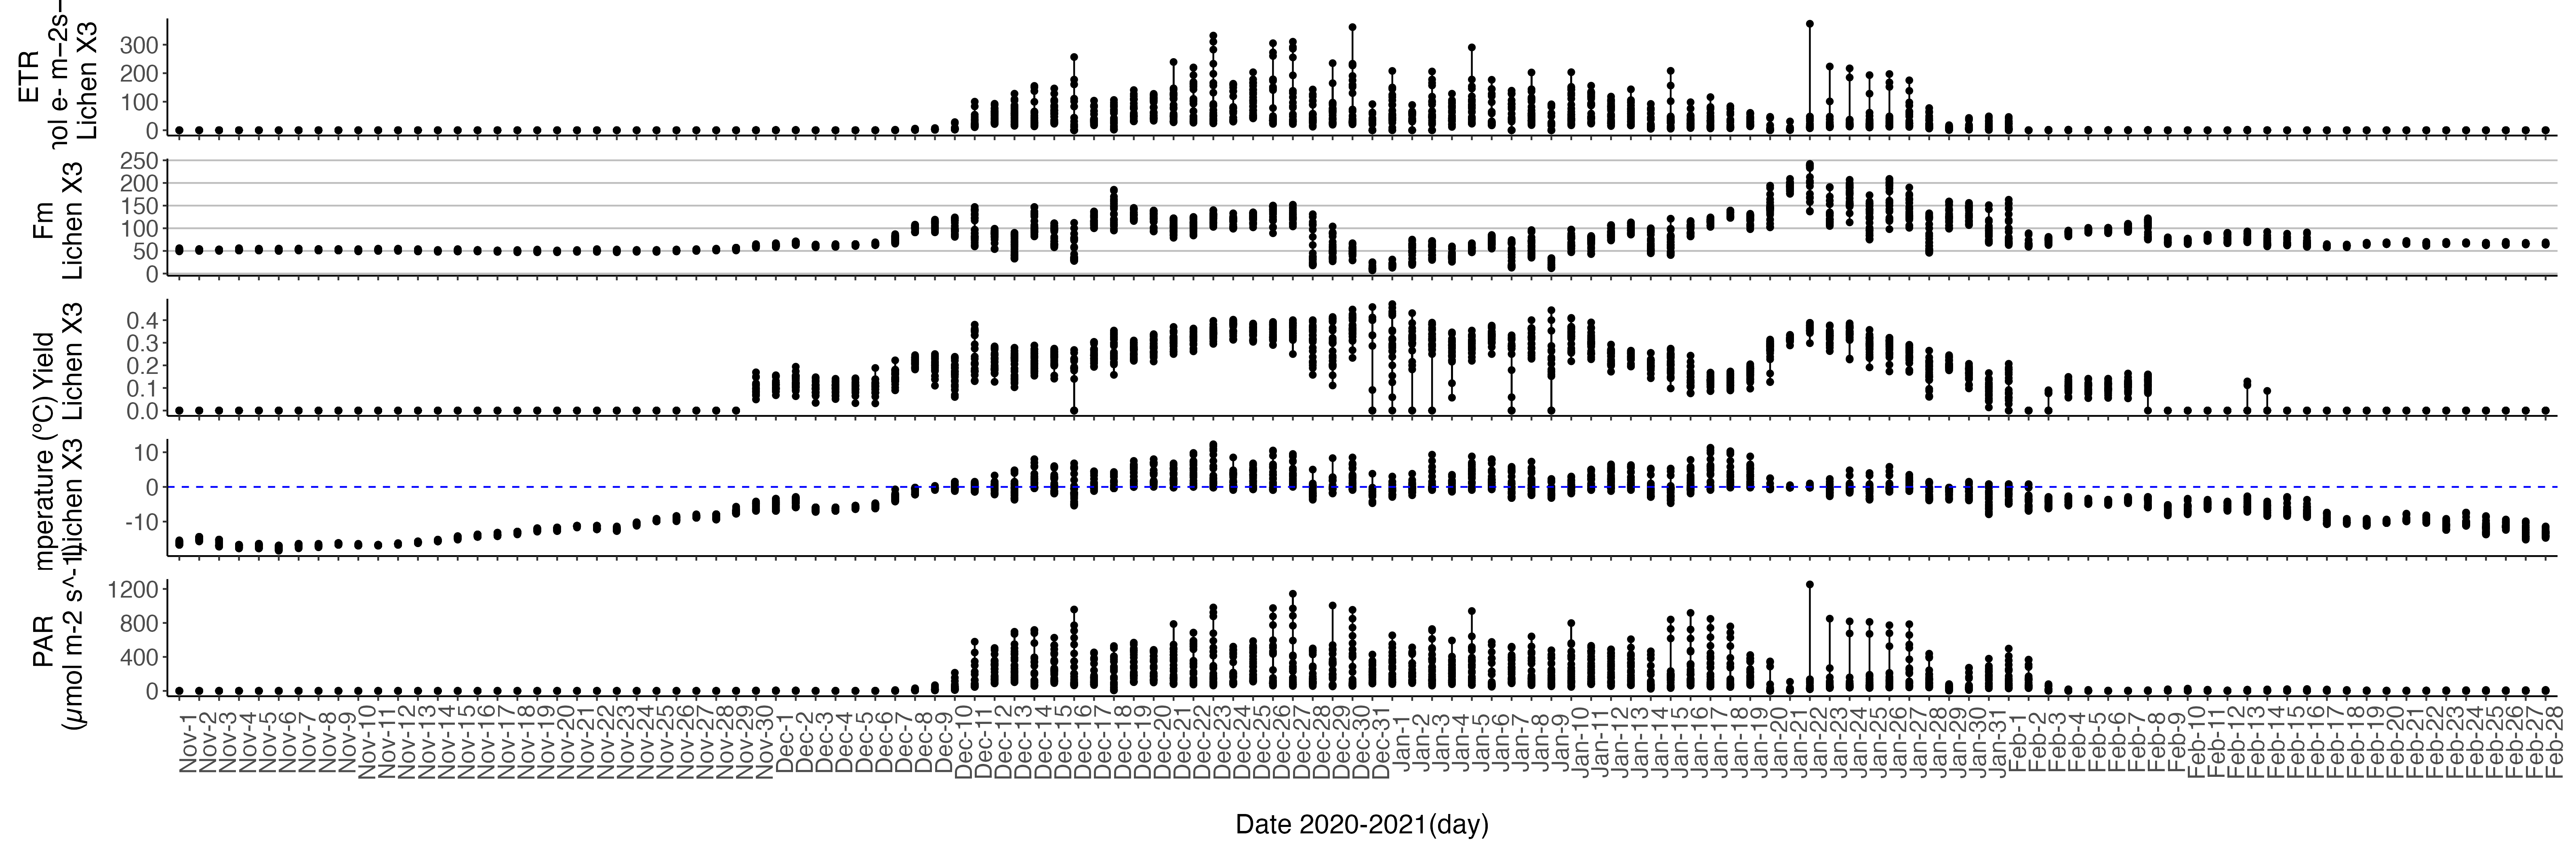 ETR
nol e- m−2s−
Lichen X3
300
200
100
0
Fm
Lichen X3
250
200
150
100
50
0
Yield
Lichen X3
0.4
0.3
0.2
0.1
0.0
mperature (ºC)
Lichen X3
10
0
-10
PAR
(µmol m-2 s^-1)
1200
800
400
0
Nov-1
Nov-2
Nov-3
Nov-4
Nov-5
Nov-6
Nov-7
Nov-8
Nov-9
Nov-10
Nov-11
Nov-12
Nov-13
Nov-14
Nov-15
Nov-16
Nov-17
Nov-18
Nov-19
Nov-20
Nov-21
Nov-22
Nov-23
Nov-24
Nov-25
Nov-26
Nov-27
Nov-28
Nov-29
Nov-30
Dec-1
Dec-2
Dec-3
Dec-4
Dec-5
Dec-6
Dec-7
Dec-8
Dec-9
Dec-10
Dec-11
Dec-12
Dec-13
Dec-14
Dec-15
Dec-16
Dec-17
Dec-18
Dec-19
Dec-20
Dec-21
Dec-22
Dec-23
Dec-24
Dec-25
Dec-26
Dec-27
Dec-28
Dec-29
Dec-30
Dec-31
Jan-1
Jan-2
Jan-3
Jan-4
Jan-5
Jan-6
Jan-7
Jan-8
Jan-9
Jan-10
Jan-11
Jan-12
Jan-13
Jan-14
Jan-15
Jan-16
Jan-17
Jan-18
Jan-19
Jan-20
Jan-21
Jan-22
Jan-23
Jan-24
Jan-25
Jan-26
Jan-27
Jan-28
Jan-29
Jan-30
Jan-31
Feb-1
Feb-2
Feb-3
Feb-4
Feb-5
Feb-6
Feb-7
Feb-8
Feb-9
Feb-10
Feb-11
Feb-12
Feb-13
Feb-14
Feb-15
Feb-16
Feb-17
Feb-18
Feb-19
Feb-20
Feb-21
Feb-22
Feb-23
Feb-24
Feb-25
Feb-26
Feb-27
Feb-28
Date 2020-2021(day)